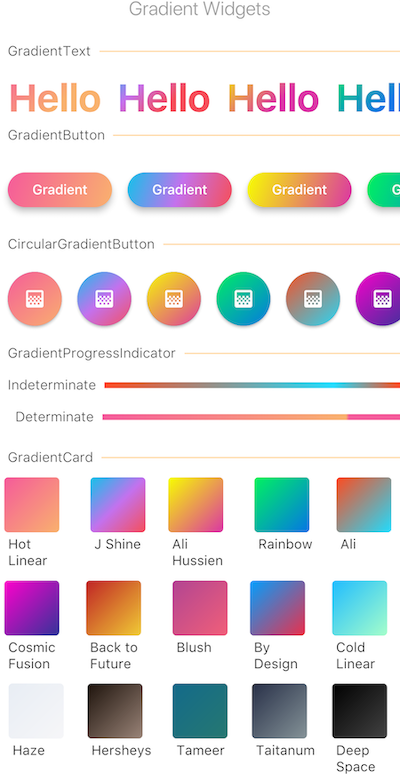 Gradient Widgets
GradientText
Hello Hello Hello Hell
GradientButton
Gradient Gradient Gradient G
CircularGradientButton
GradientProgressIndicator
Indeterminate
Determinate
GradientCard
Hot Linear
J Shine
Ali Hussien
Rainbow
Ali
Cosmic Fusion
Back to Future
Blush
By Design
Cold Linear
Haze
Hersheys
Tameer
Taitanum
Deep Space